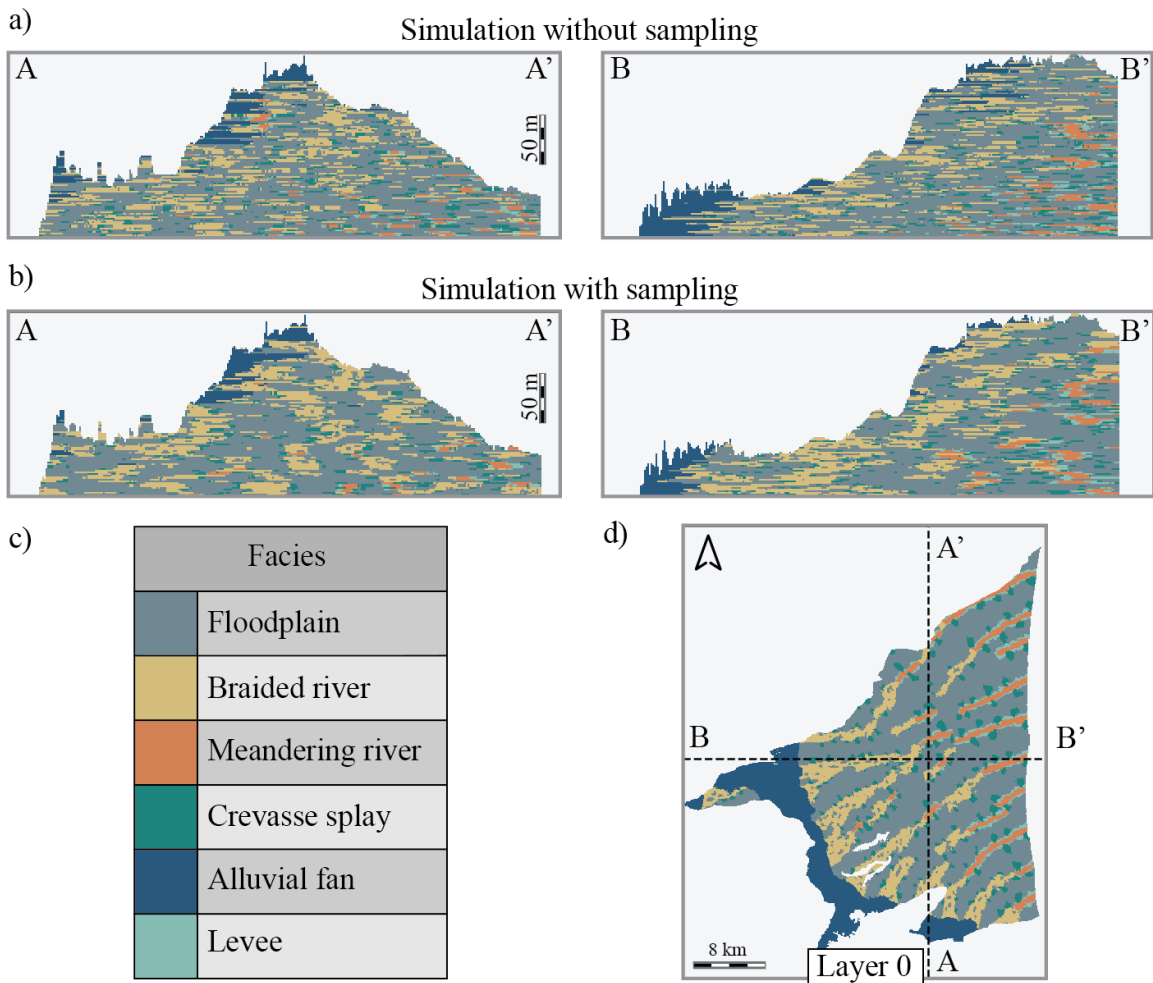 a)
Simulation without sampling
A A’
50 m
B B’
b)
Simulation with sampling
A A’
50 m
B B’
c)
Facies
Floodplain
Braided river
Meandering river
Crevasse splay
Alluvial fan
Levee
d)
A’
B B’
8 km
Layer 0
A